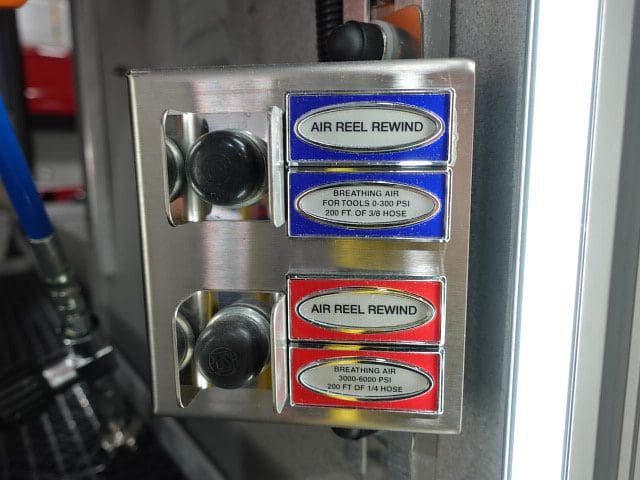 AIR REEL REWIND
BREATHING AIR
FOR TOOLS 0-300 PSI
200 FT. OF 3/8 HOSE
AIR REEL REWIND
BREATHING AIR
3000-6000 PSI
200 FT OF 1/4 HOSE